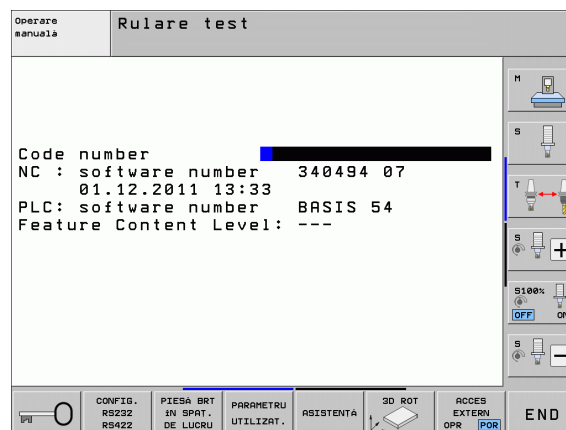 Operare
manuală
Rulare test
Code number
NC : software number 340494 07
01.12.2011 13:33
PLC: software number BASIS 54
Feature Content Level: ---
M
S
T
S
+
S100%
OFF ON
S
-
CONFIG.
RS232
RS422
PIESĂ BRT
ÎN SPAT.
DE LUCRU
PARAMETRU
UTILIZAT.
ASISTENŢĂ
3D ROT
ACCES
EXTERN
OPR POR
END